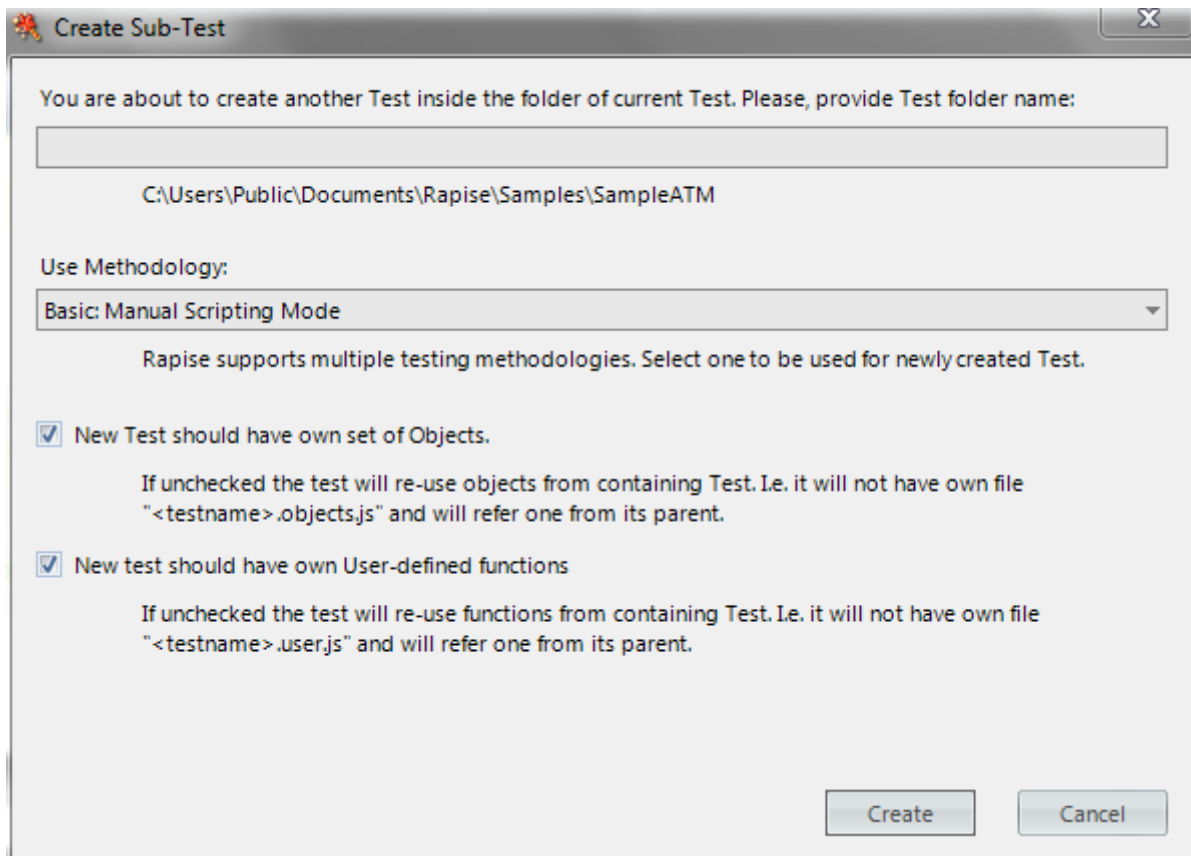 Create Sub-Test
You are about to create another Test inside the folder of current Test. Please, provide Test folder name:
C:\Users\Public\Documents\Rapise\Samples\SampleATM
Use Methodology:
Basic: Manual Scripting Mode
Rapise supports multiple testing methodologies. Select one to be used for newly created Test.
New Test should have own set of Objects.
If unchecked the test will re-use objects from containing Test. I.e. it will not have own file
"<testname>.objects.js" and will refer one from its parent.
New test should have own User-defined functions
If unchecked the test will re-use functions from containing Test. I.e. it will not have own file
"<testname>.user.js" and will refer one from its parent.
Create
Cancel